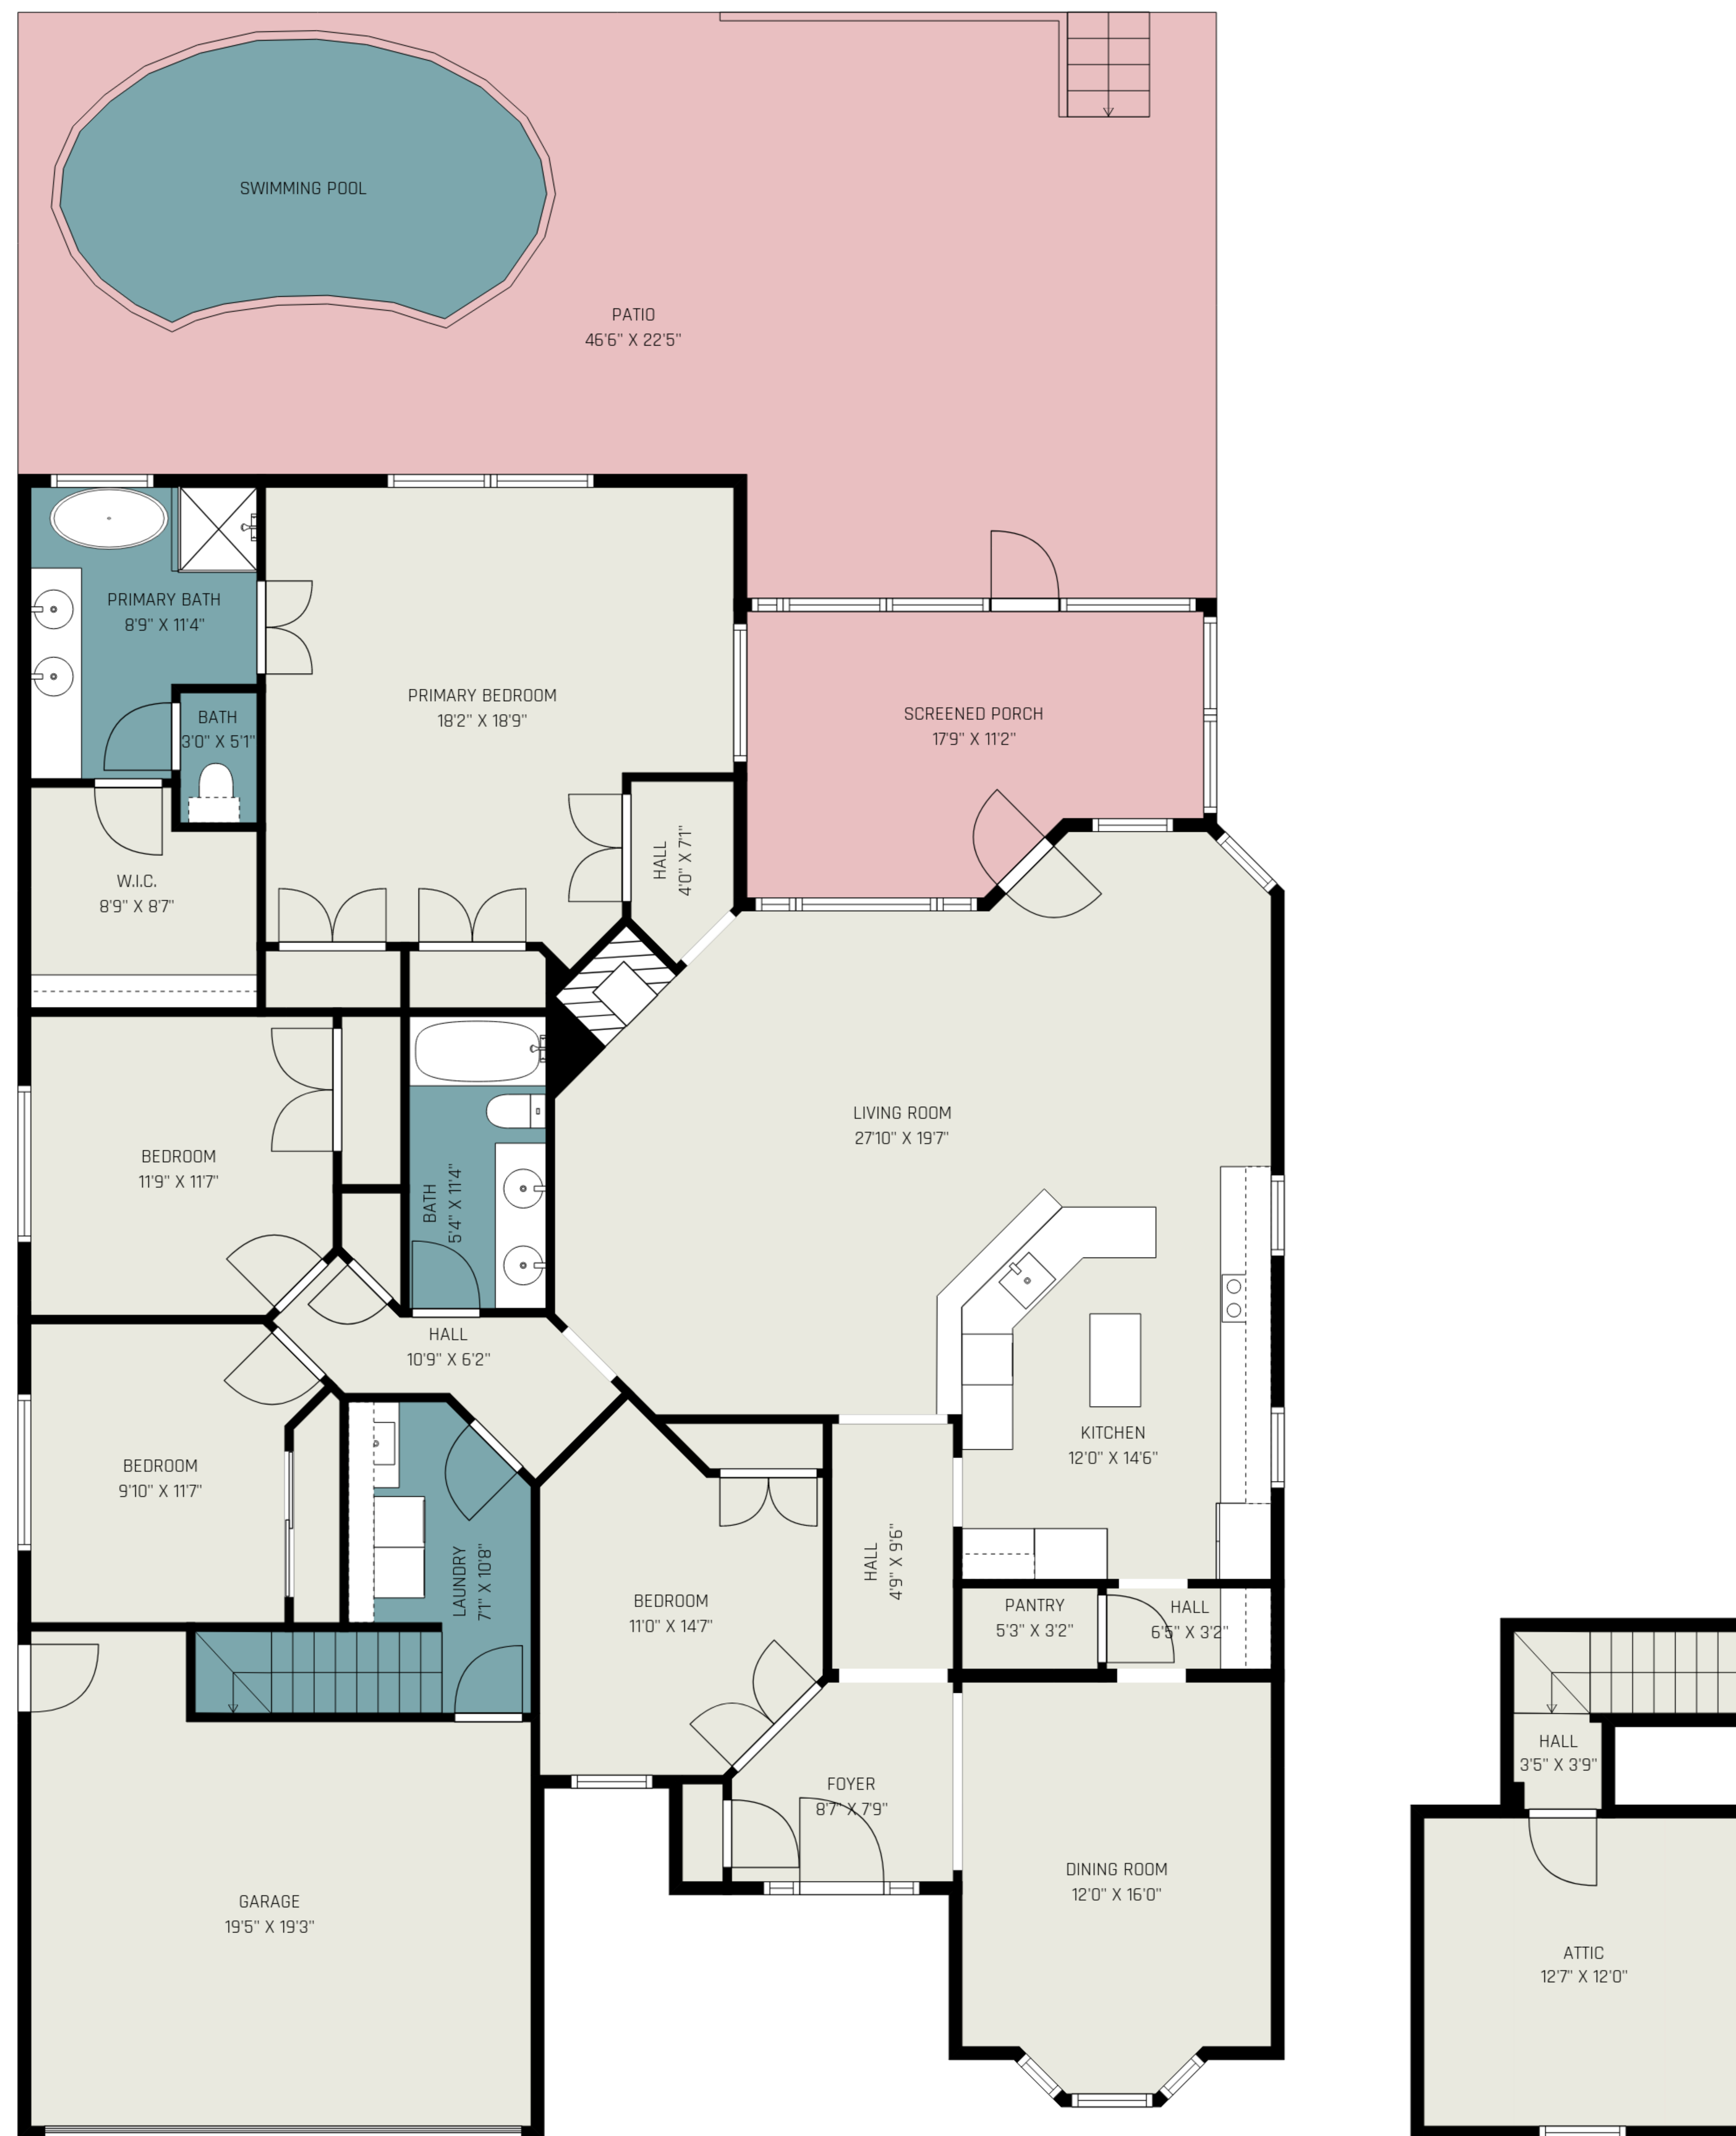 SWIMMING POOL
PATIO
46'6" X 22'5"
PRIMARY BATH
8'9" X 11'4"
BATH
3'0" X 5'1"
PRIMARY BEDROOM
18'2" X 18'9"
SCREENED PORCH
17'9" X 11'2"
HALL
4'0" X 7'1"
W.I.C.
8'9" X 8'7"
LIVING ROOM
27'10" X 19'7"
BEDROOM
11'9" X 11'7"
BATH
5'4" X 11'4"
HALL
10'9" X 6'2"
KITCHEN
12'0" X 14'6"
BEDROOM
9'10" X 11'7"
LAUNDRY
7'1" X 10'8"
BEDROOM
11'0" X 14'7"
HALL
4'9" X 9'6"
PANTRY
5'3" X 3'2"
HALL
6'5" X 3'2"
HALL
3'5" X 3'9"
FOYER
8'7" X 7'9"
DINING ROOM
12'0" X 16'0"
GARAGE
19'5" X 19'3"
ATTIC
12'7" X 12'0"